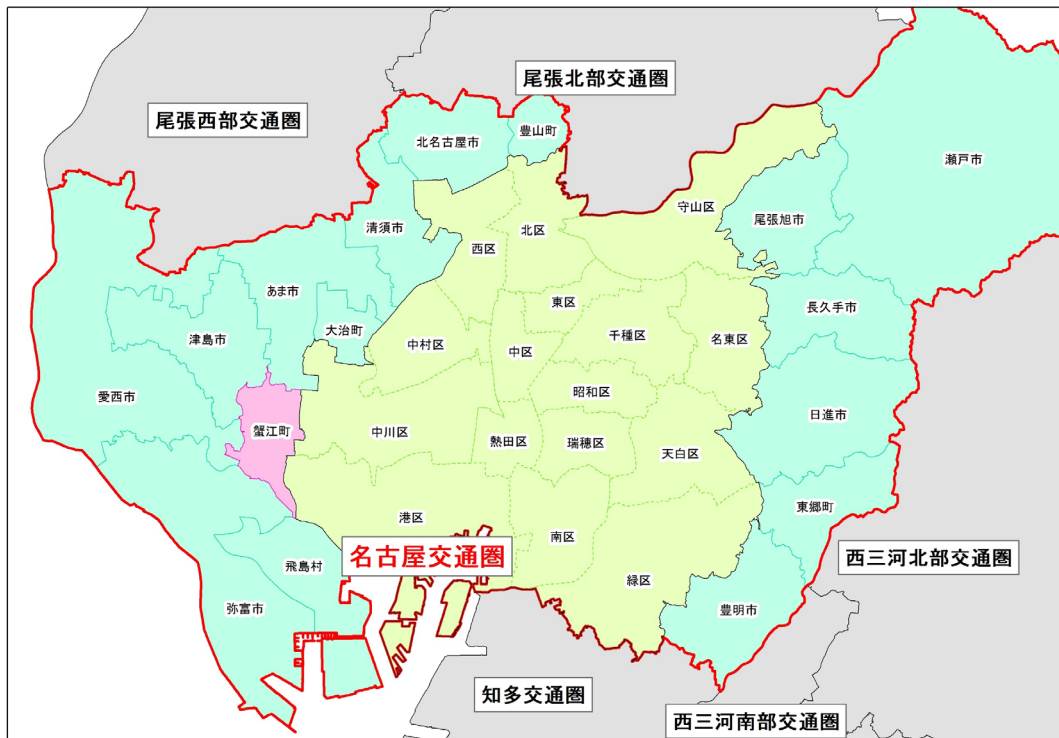 尾張北部交通圏
尾張西部交通圏
豊山町
北名古屋市
瀬戸市
守山区
尾張旭市
清須市
北区
西区
あま市
東区
長久手市
大治町
津島市
中村区
中区
千種区
名東区
昭和区
愛西市
日進市
蟹江町
中川区
熱田区
瑞穂区
天白区
東郷町
港区
南区
名古屋交通圏
西三河北部交通圏
飛島村
緑区
弥富市
豊明市
知多交通圏
西三河南部交通圏